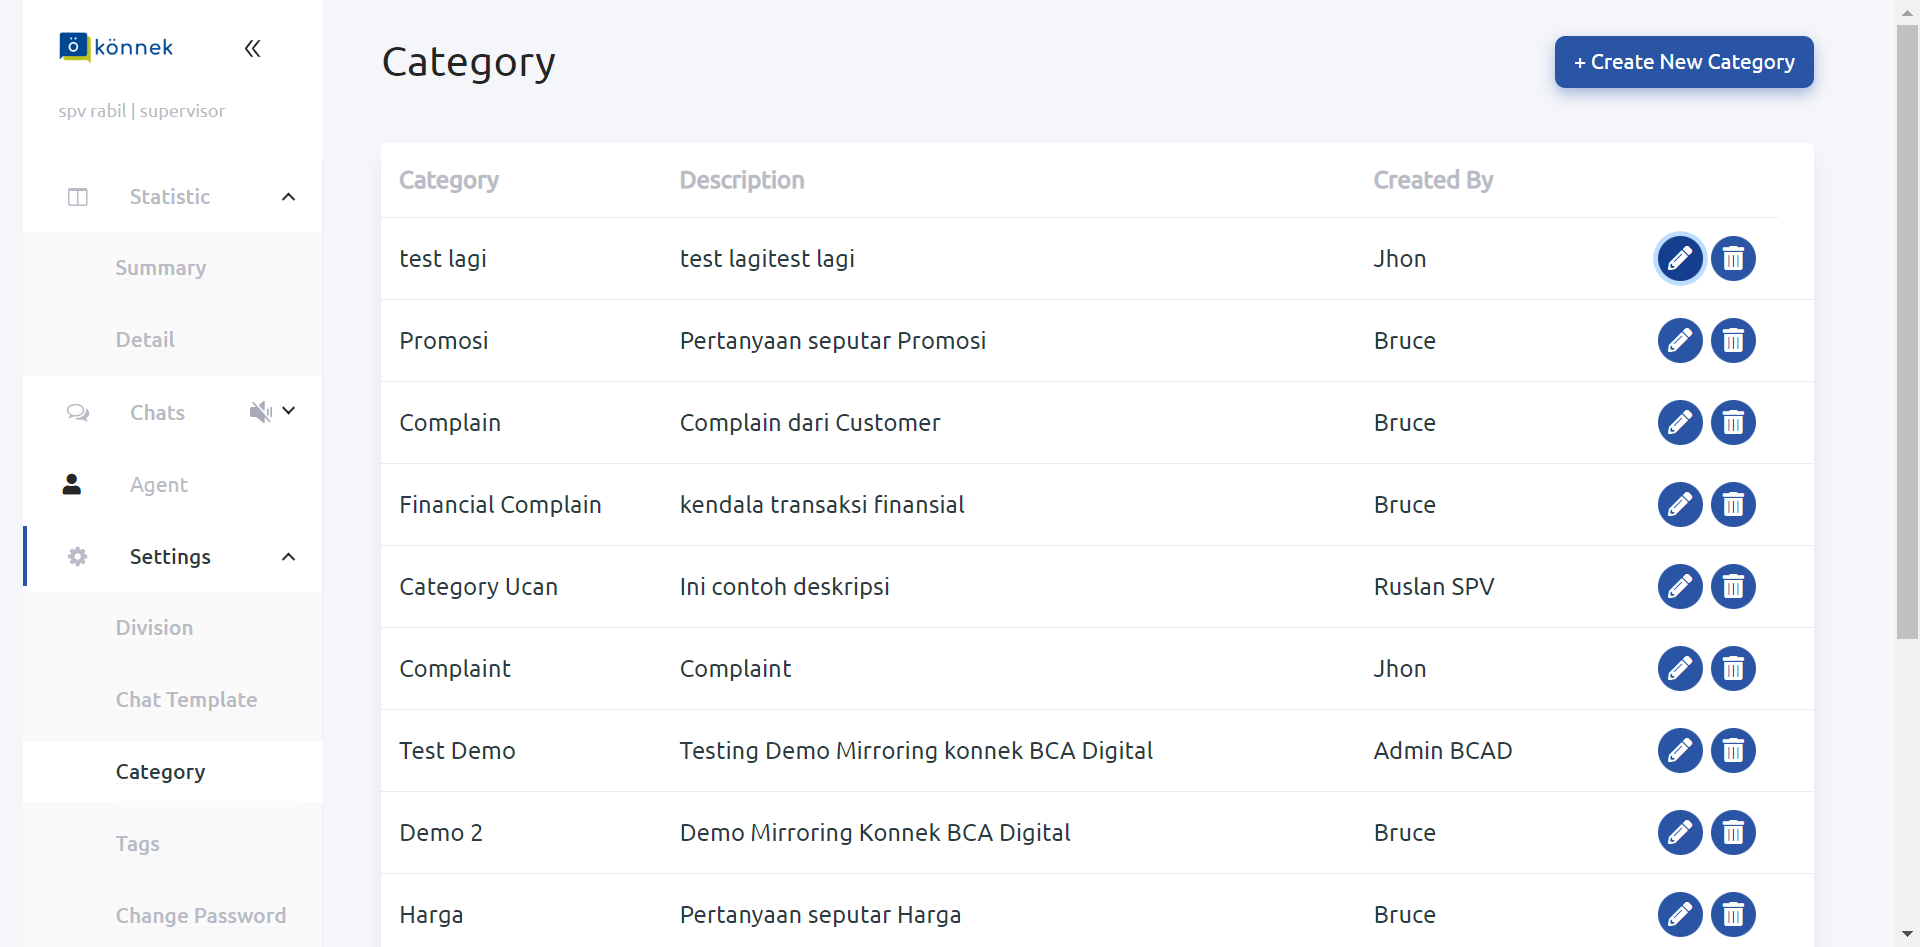 ö könnek
spv rabil | supervisor
Statistic
Summary
Detail
Chats
Agent
Settings
Division
Chat Template
Category
Tags
Change Password
Category
+ Create New Category
Category Description Created By
test lagi test lagitest lagi Jhon
Promosi Pertanyaan seputar Promosi Bruce
Complain Complain dari Customer Bruce
Financial Complain kendala transaksi finansial Bruce
Category Ucan Ini contoh deskripsi Ruslan SPV
Complaint Complaint Jhon
Test Demo Testing Demo Mirroring konnek BCA Digital Admin BCAD
Demo 2 Demo Mirroring Konnek BCA Digital Bruce
Harga Pertanyaan seputar Harga Bruce